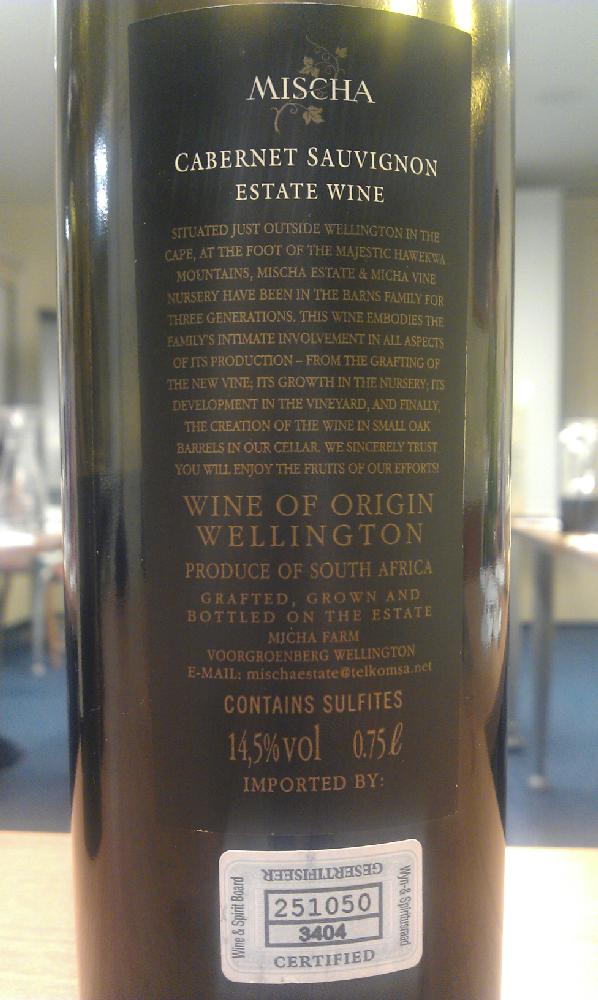 MISCHA
CABERNET SAUVIGNON
ESTATE WINE
SITUATED JUST OUTSIDE WELLINGTON IN THE
CAPE, AT THE FOOT OF THE MAJESTIC HAWEKWA
MOUNTAINS, MISCHA ESTATE & MICHA VINE
NURSERY HAVE BEEN IN THE BARNS FAMILY FOR
THREE GENERATIONS. THIS WINE EMBODIES THE
FAMILY'S INTIMATE INVOLVEMENT IN ALL ASPECTS
OF ITS PRODUCTION – FROM THE GRAFTING OF
THE NEW VINE; ITS GROWTH IN THE NURSERY; ITS
DEVELOPMENT IN THE VINEYARD, AND FINALLY,
THE CREATION OF THE WINE IN SMALL OAK
BARRELS IN OUR CELLAR. WE SINCERELY TRUST
YOU WILL ENJOY THE FRUITS OF OUR EFFORTS!
WINE OF ORIGIN
WELLINGTON
PRODUCE OF SOUTH AFRICA
GRAFTED, GROWN AND
BOTTLED ON THE ESTATE
MICHA FARM
VOORGROENBERG WELLINGTON
E-MAIL: mischaestate@telkomsa.net
CONTAINS SULFITES
14,5%vol 0.75ℓ
IMPORTED BY:
GESERTIFISEER
Wine & Spirit Board
251050
3404
Wyn-& Spiritusraad
CERTIFIED